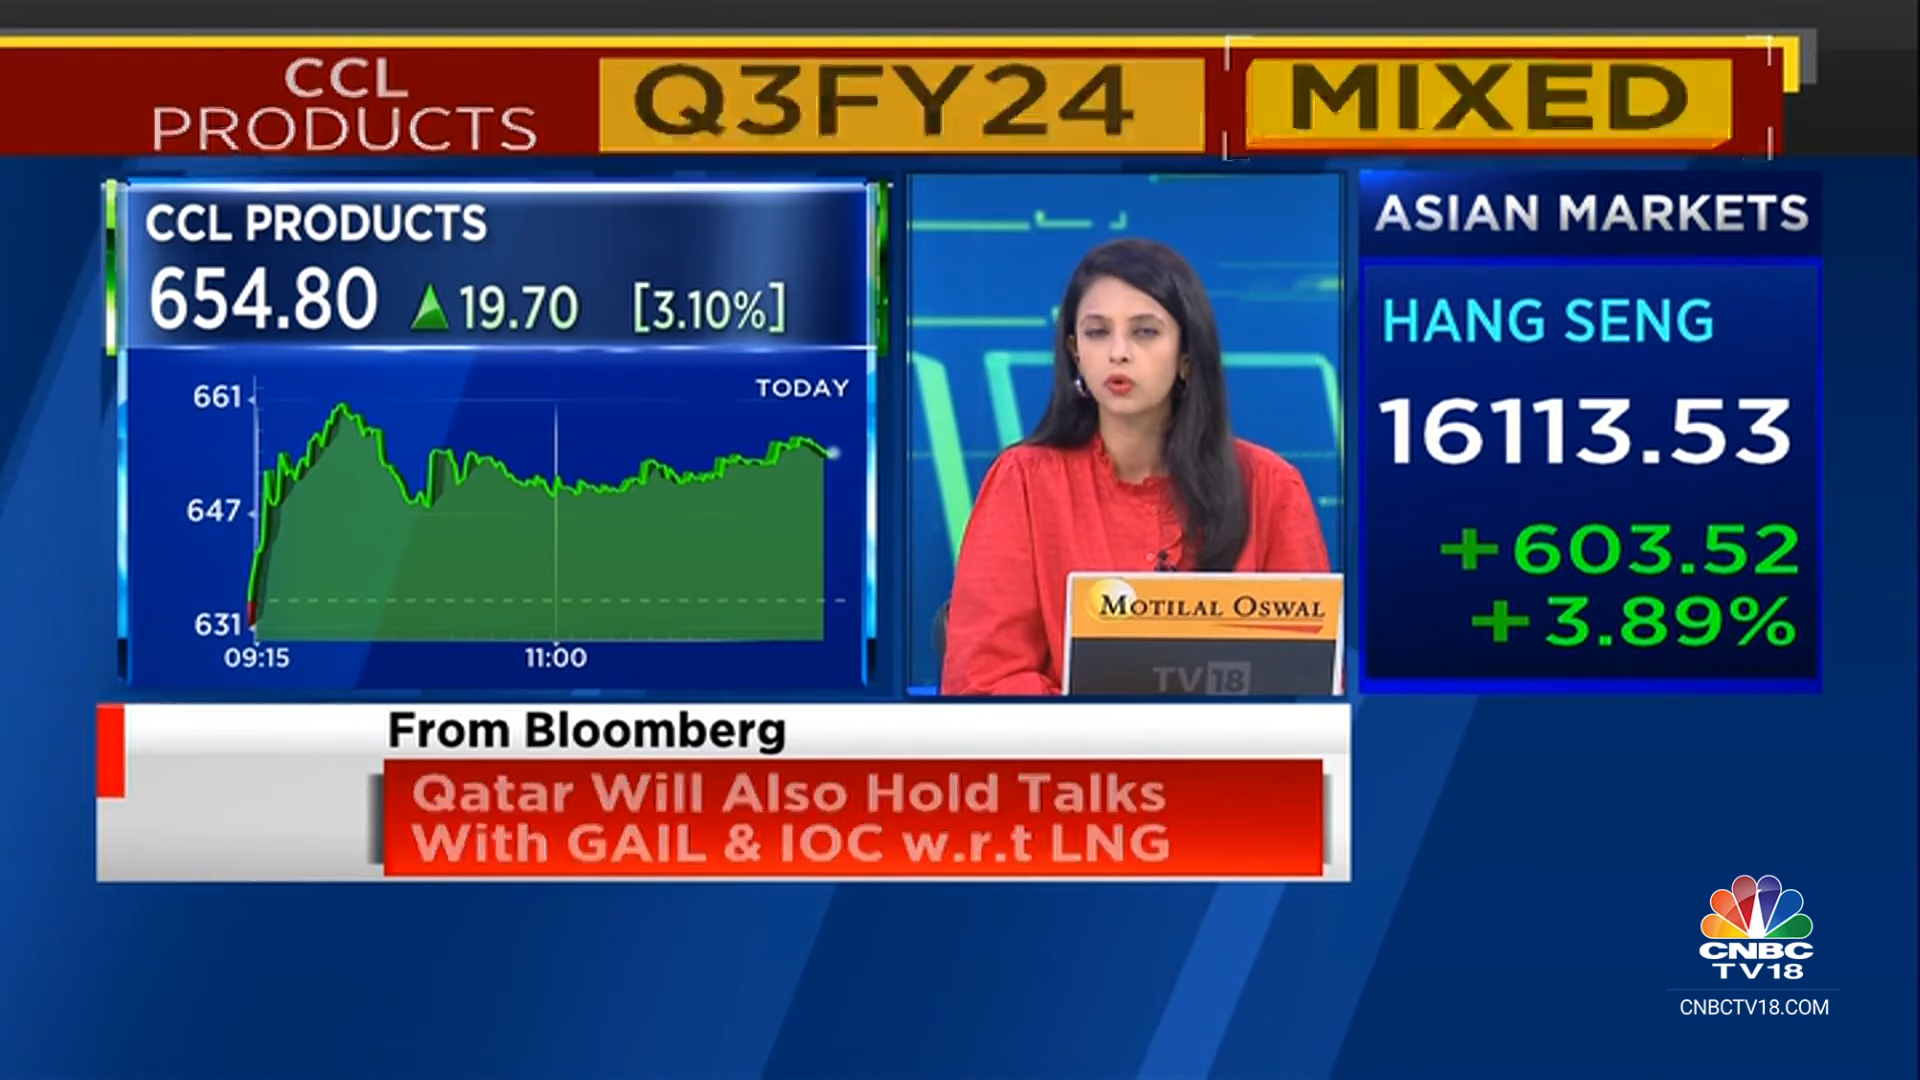 CCL
PRODUCTS
Q3FY24
MIXED
CCL PRODUCTS
654.80 ▲ 19.70 [3.10%]
TODAY
661
647
631
09:15
11:00
MOTILAL OSWAL
TV18
ASIAN MARKETS
HANG SENG
16113.53
+603.52
+3.89%
From Bloomberg
Qatar Will Also Hold Talks
With GAIL & IOC w.r.t LNG
CNBC
TV18
CNBCTV18.COM